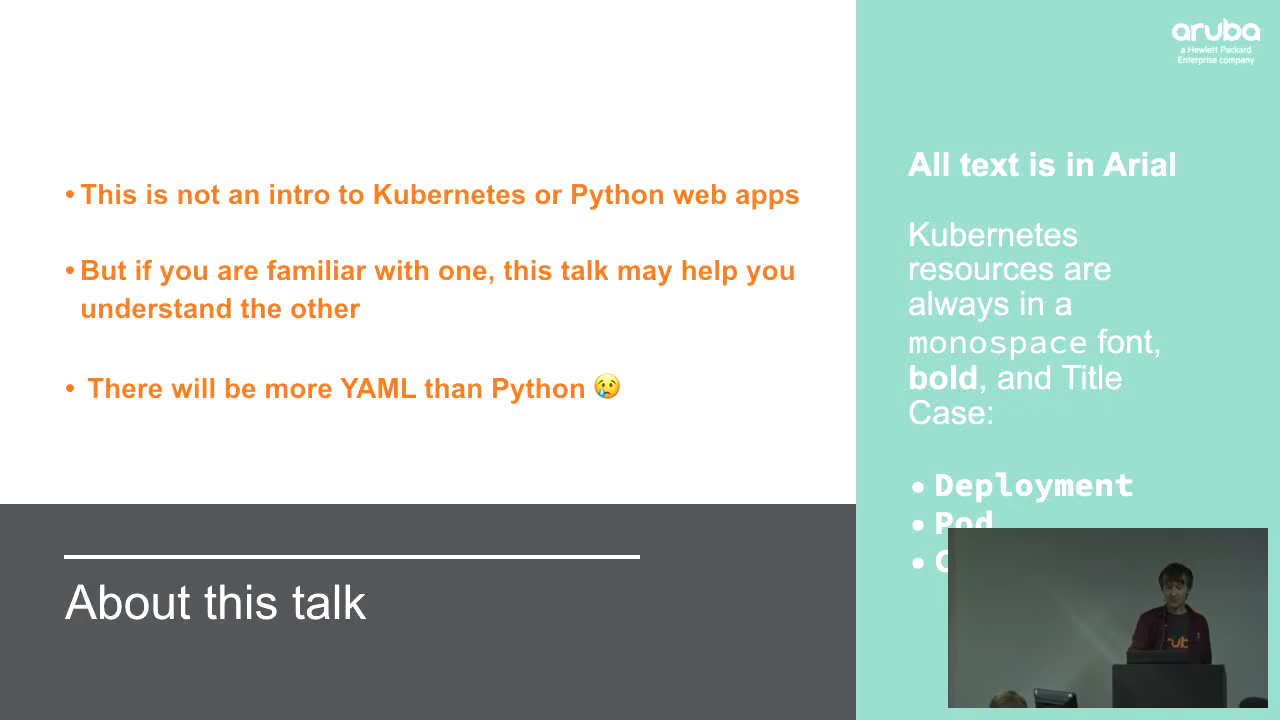 • This is not an intro to Kubernetes or Python web apps
• But if you are familiar with one, this talk may help you
understand the other
• There will be more YAML than Python 😢
About this talk
aruba
a Hewlett Packard
Enterprise company
All text is in Arial
Kubernetes
resources are
always in a
monospace font,
bold, and Title
Case:
• Deployment
• Pod